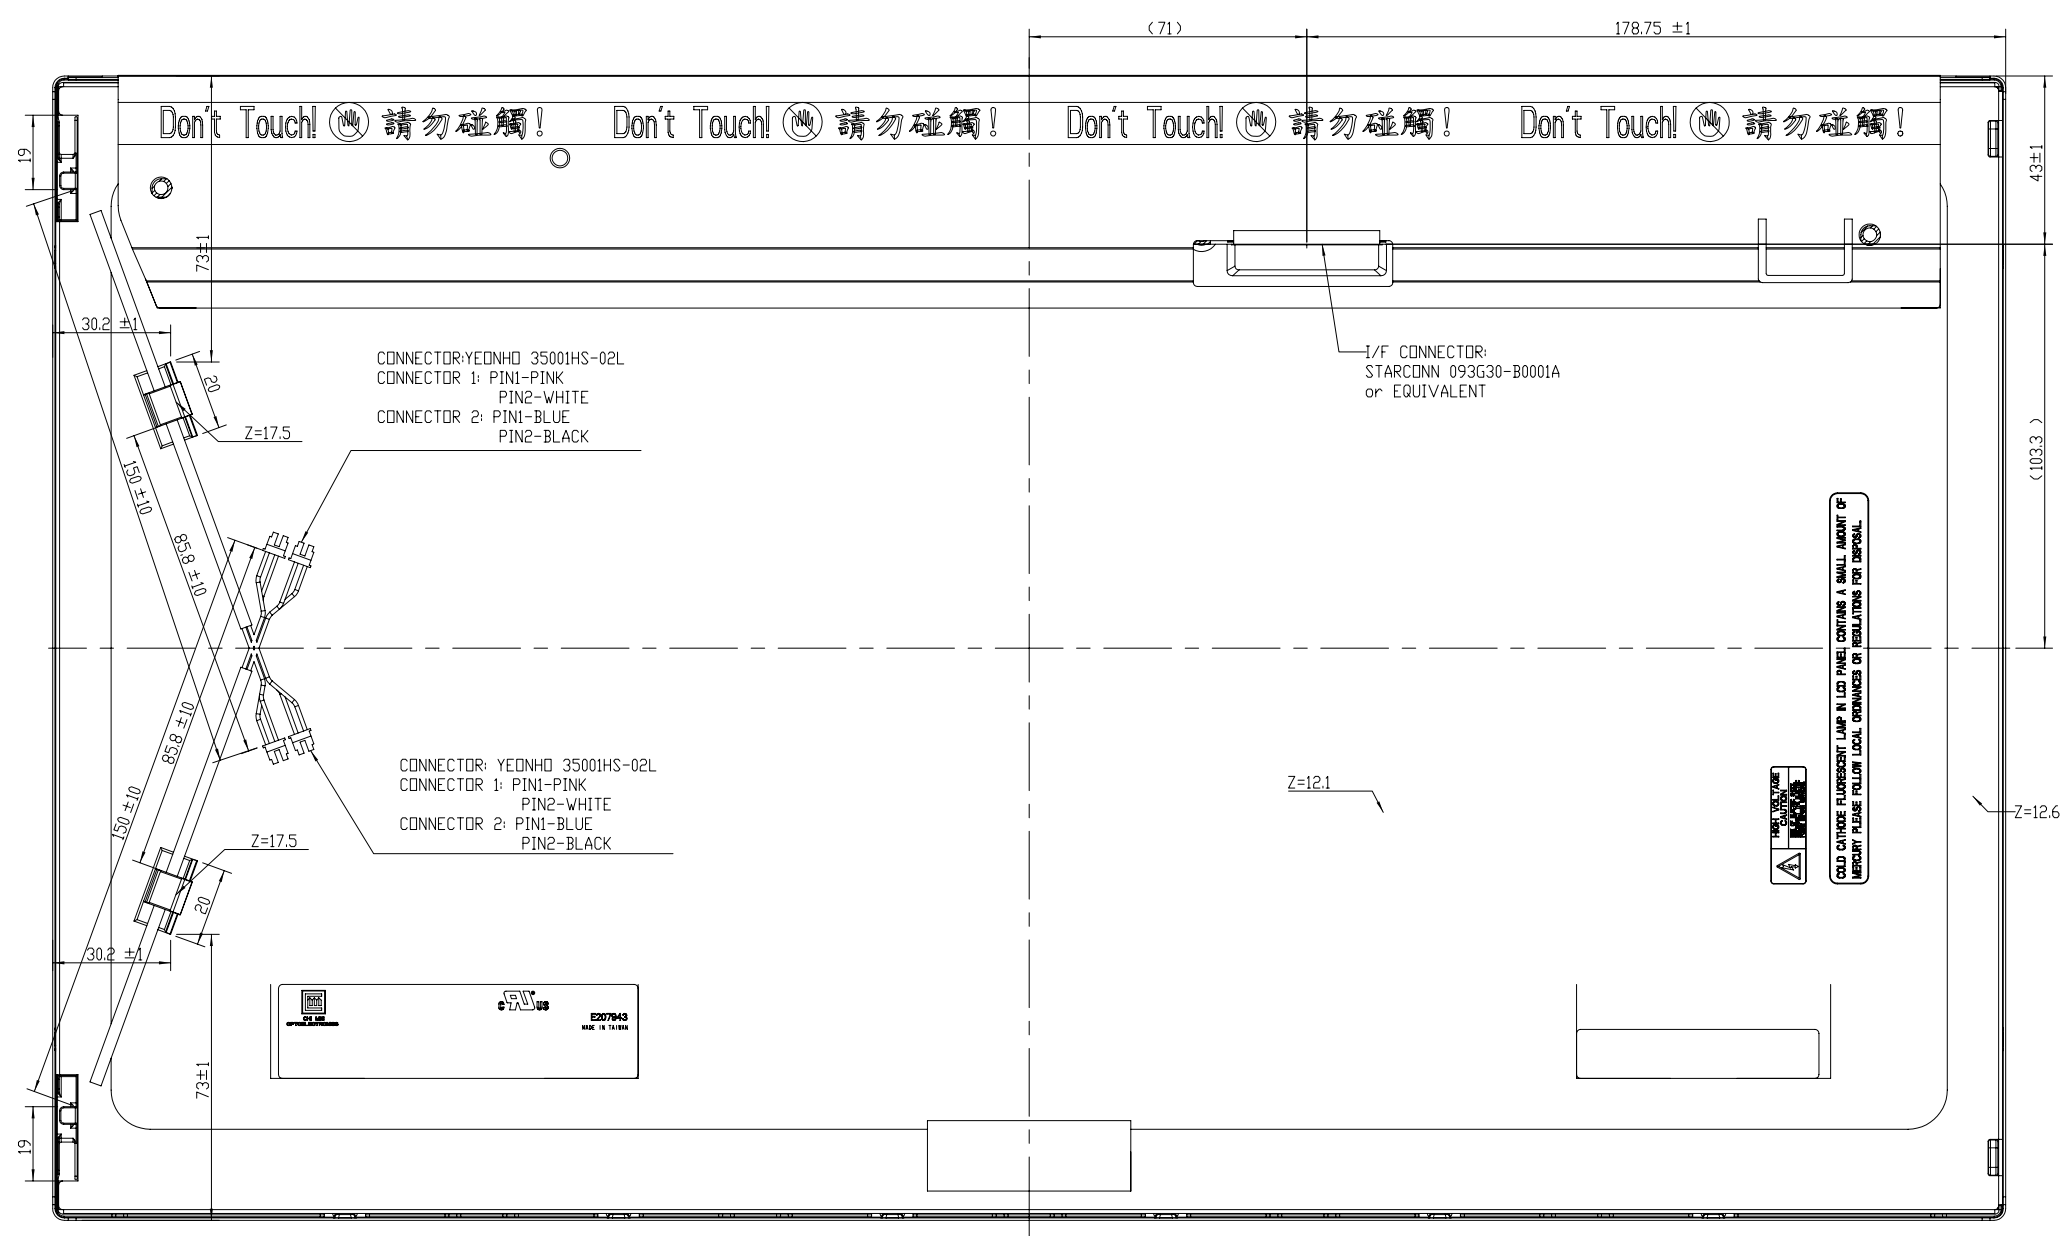 (71)
178.75 ±1
Don't Touch! 請勿碰觸! Don't Touch! 請勿碰觸! Don't Touch! 請勿碰觸! Don't Touch! 請勿碰觸!
19
43±1
73±1
30.2 ±1
20
CONNECTOR:YEONHO 35001HS-02L
CONNECTOR 1: PIN1-PINK
PIN2-WHITE
CONNECTOR 2: PIN1-BLUE
PIN2-BLACK
I/F CONNECTOR:
STARCONN 093G30-B0001A
or EQUIVALENT
Z=17.5
(103.3 )
150±10
85.8 ±10
COLD CATHODE FLUORESCENT LAMP IN LCD PANEL CONTAINS A SMALL AMOUNT OF
MERCURY PLEASE FOLLOW LOCAL ORDINANCES OR REGULATIONS FOR DISPOSAL.
85.8 ±10
150±10
CONNECTOR: YEONHO 35001HS-02L
CONNECTOR 1: PIN1-PINK
PIN2-WHITE
CONNECTOR 2: PIN1-BLUE
PIN2-BLACK
Z=12.1
HIGH VOLTAGE
CAUTION
Z=12.6
Z=17.5
20
30.2 ±1
CHI MEI
OPTOELECTRONICS
c RU us
E207943
MADE IN TAIWAN
73±1
19